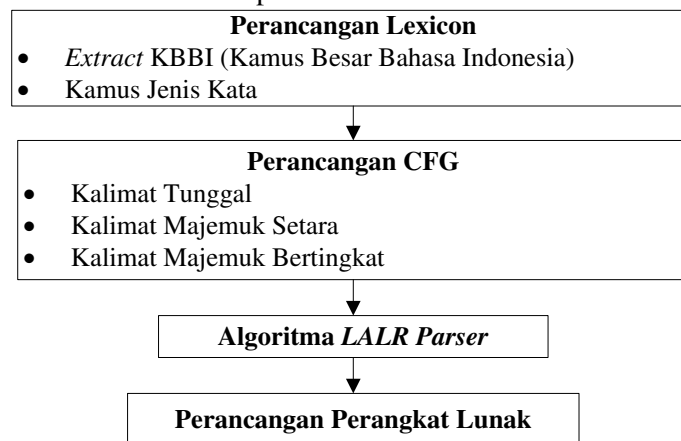 Perancangan Lexicon
• Extract KBBI (Kamus Besar Bahasa Indonesia)
• Kamus Jenis Kata
Perancangan CFG
• Kalimat Tunggal
• Kalimat Majemuk Setara
• Kalimat Majemuk Bertingkat
Algoritma LALR Parser
Perancangan Perangkat Lunak